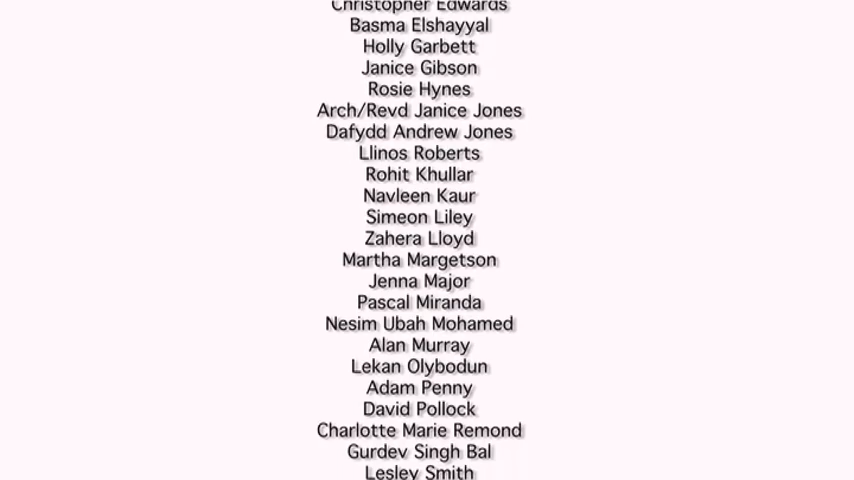 Christopher Edwards
Basma Elshayyal
Holly Garbett
Janice Gibson
Rosie Hynes
Arch/Revd Janice Jones
Dafydd Andrew Jones
Llinos Roberts
Rohit Khullar
Navleen Kaur
Simeon Liley
Zahera Lloyd
Martha Margetson
Jenna Major
Pascal Miranda
Nesim Ubah Mohamed
Alan Murray
Lekan Olybodun
Adam Penny
David Pollock
Charlotte Marie Remond
Gurdev Singh Bal
Lesley Smith